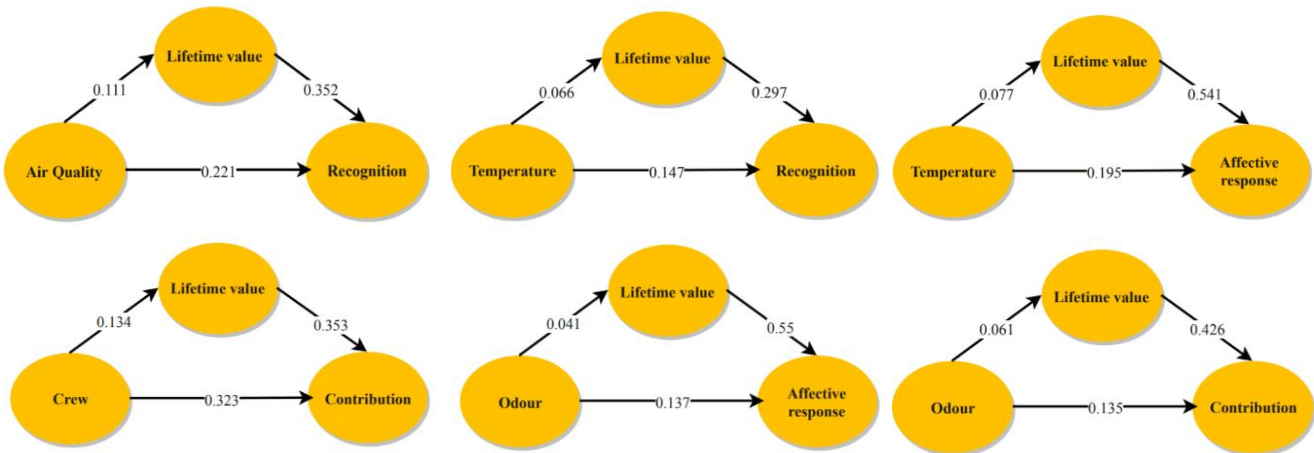 Lifetime value
0.111
0.352
Air Quality
0.221
Recognition
Lifetime value
0.066
0.297
Temperature
0.147
Recognition
Lifetime value
0.077
0.541
Temperature
0.195
Affective
response
Lifetime value
0.134
0.353
Crew
0.323
Contribution
Lifetime value
0.041
0.55
Odour
0.137
Affective
response
Lifetime value
0.061
0.426
Odour
0.135
Contribution